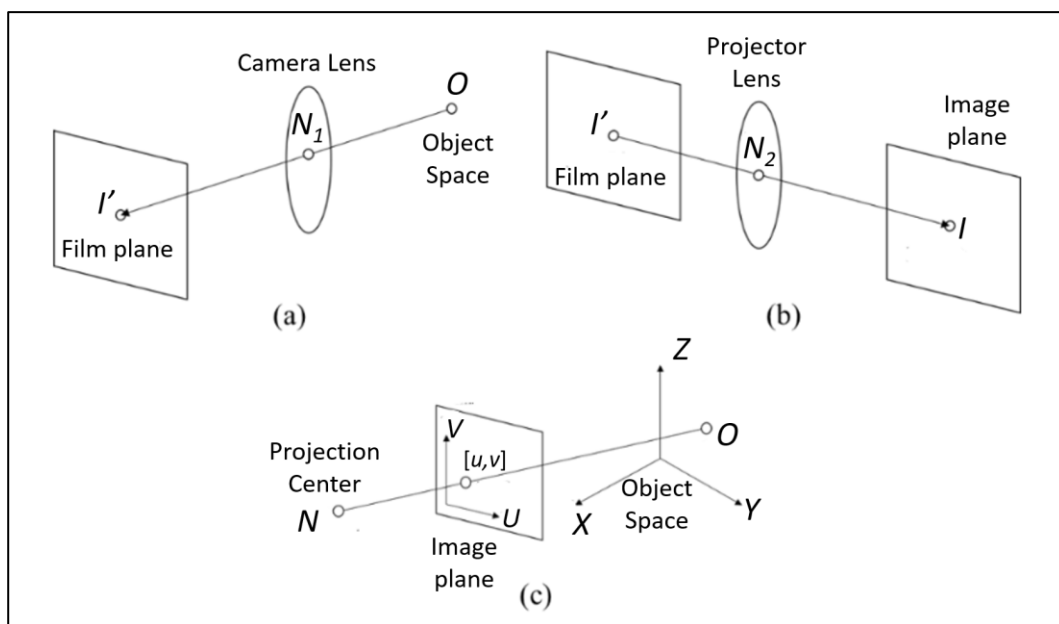 Camera Lens
O
N1
Object
Space
I'
Film plane
(a)
Projector
Lens
Image
plane
I'
N2
Film plane
I
(b)
Z
V
O
Projection
Center
[u,v]
N
U
X
Object
Space
Y
Image
plane
(c)